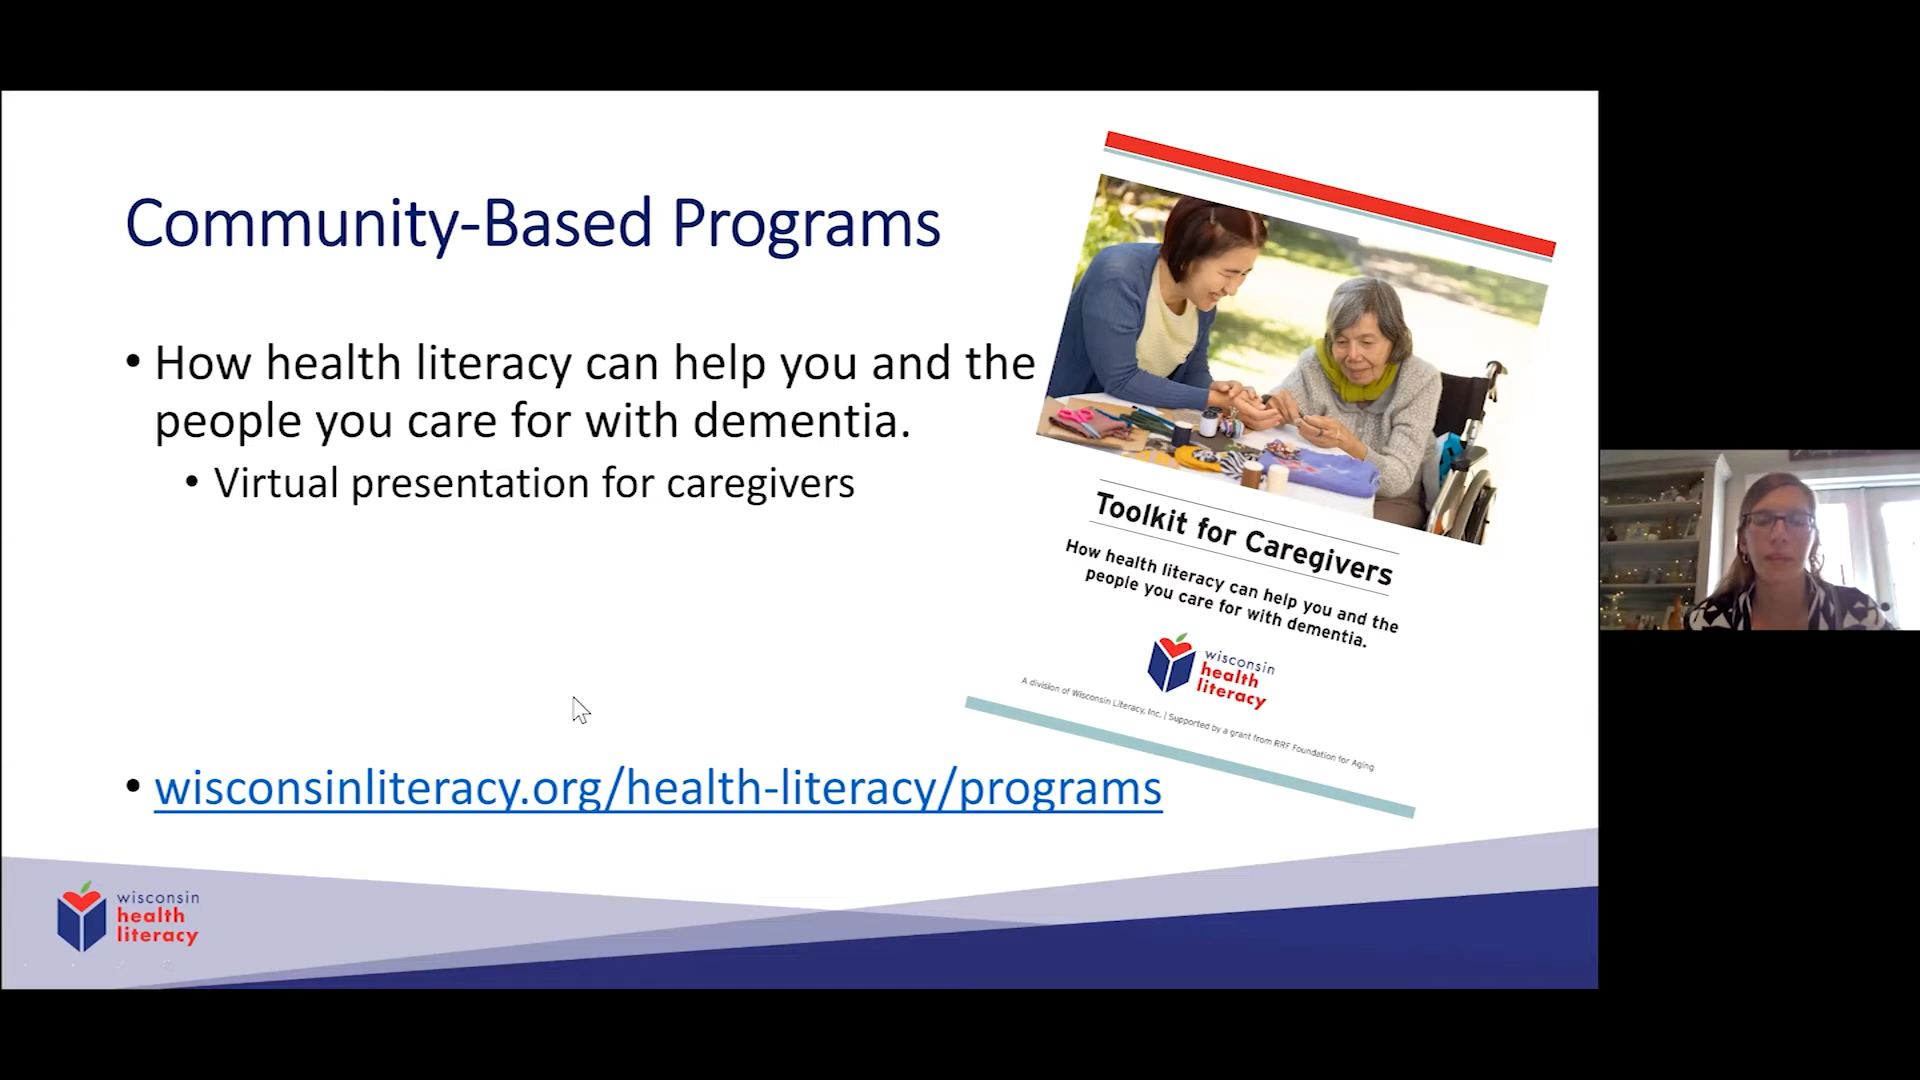 Community-Based Programs
• How health literacy can help you and the
people you care for with dementia.
• Virtual presentation for caregivers
• wisconsinliteracy.org/health-literacy/programs
Toolkit for Caregivers
How health literacy can help you and the
people you care for with dementia.
wisconsin
health
literacy
A division of Wisconsin Literacy, Inc. | Supported by a grant from RRF Foundation for Aging
wisconsin
health
literacy